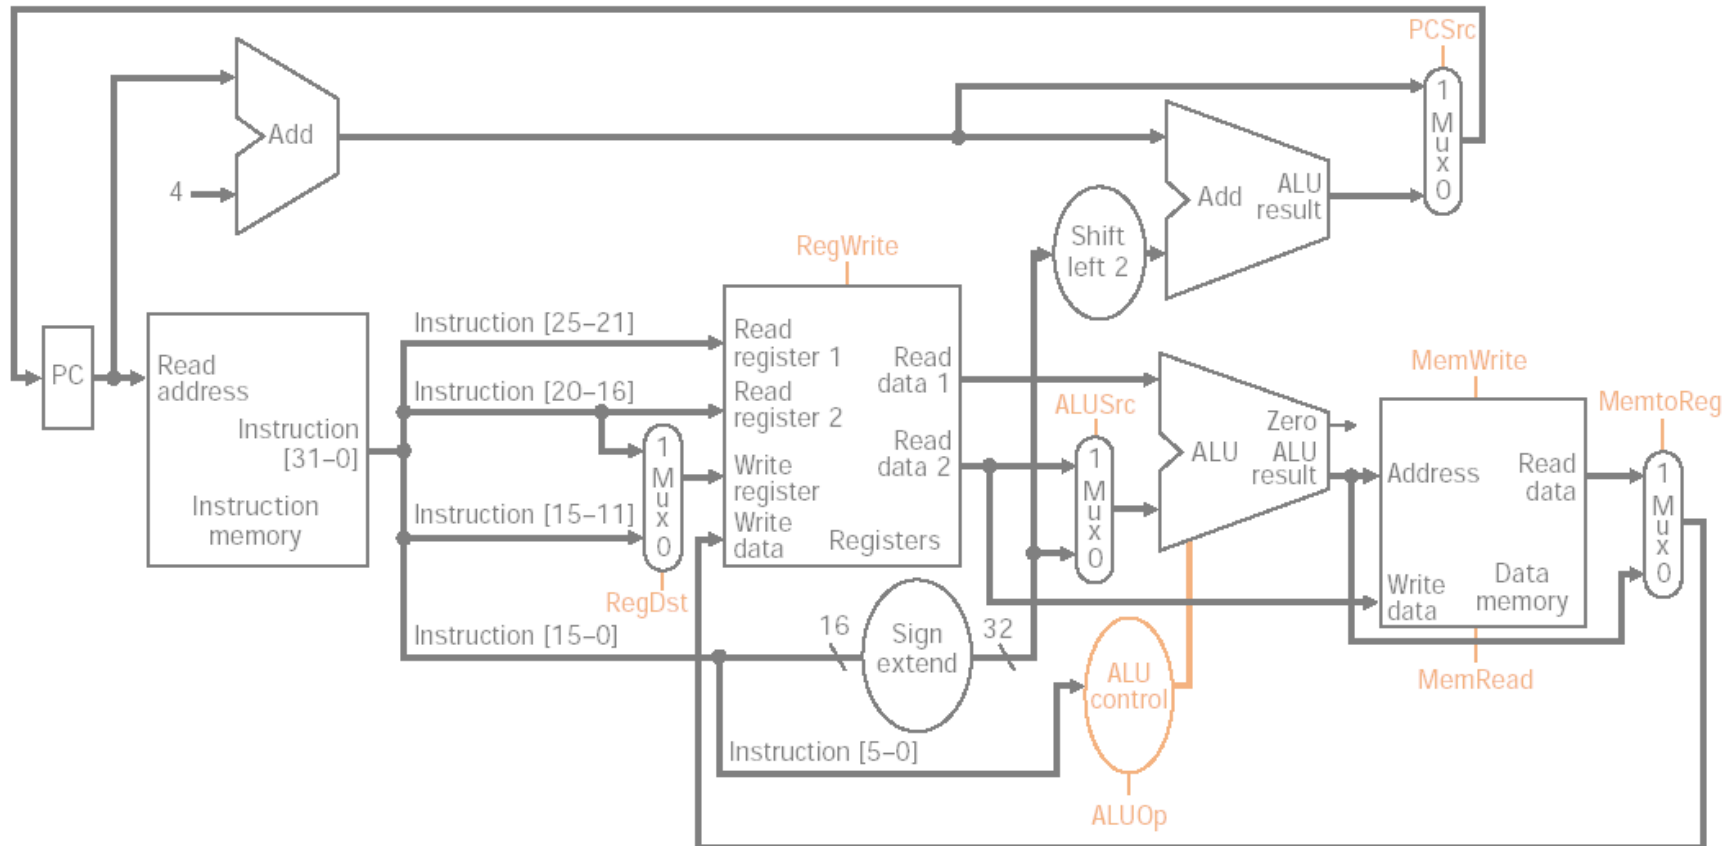 PCSrc
1
M
u
x
0
Add
4
Add
ALU
result
Shift
left 2
RegWrite
PC
Read
address
Instruction
[31–0]
Instruction
memory
Instruction [25–21]
Instruction [20–16]
Instruction [15–11]
Instruction [15–0]
1
M
u
x
0
RegDst
Read
register 1
Read
register 2
Write
register
Write
data
Read
data 1
Read
data 2
Registers
16
Sign
extend
32
Instruction [5–0]
ALUSrc
1
M
u
x
0
Zero
ALU
ALU
result
ALU
control
ALUOp
MemWrite
Address
Read
data
Write
data
Data
memory
MemRead
MemtoReg
1
M
u
x
0